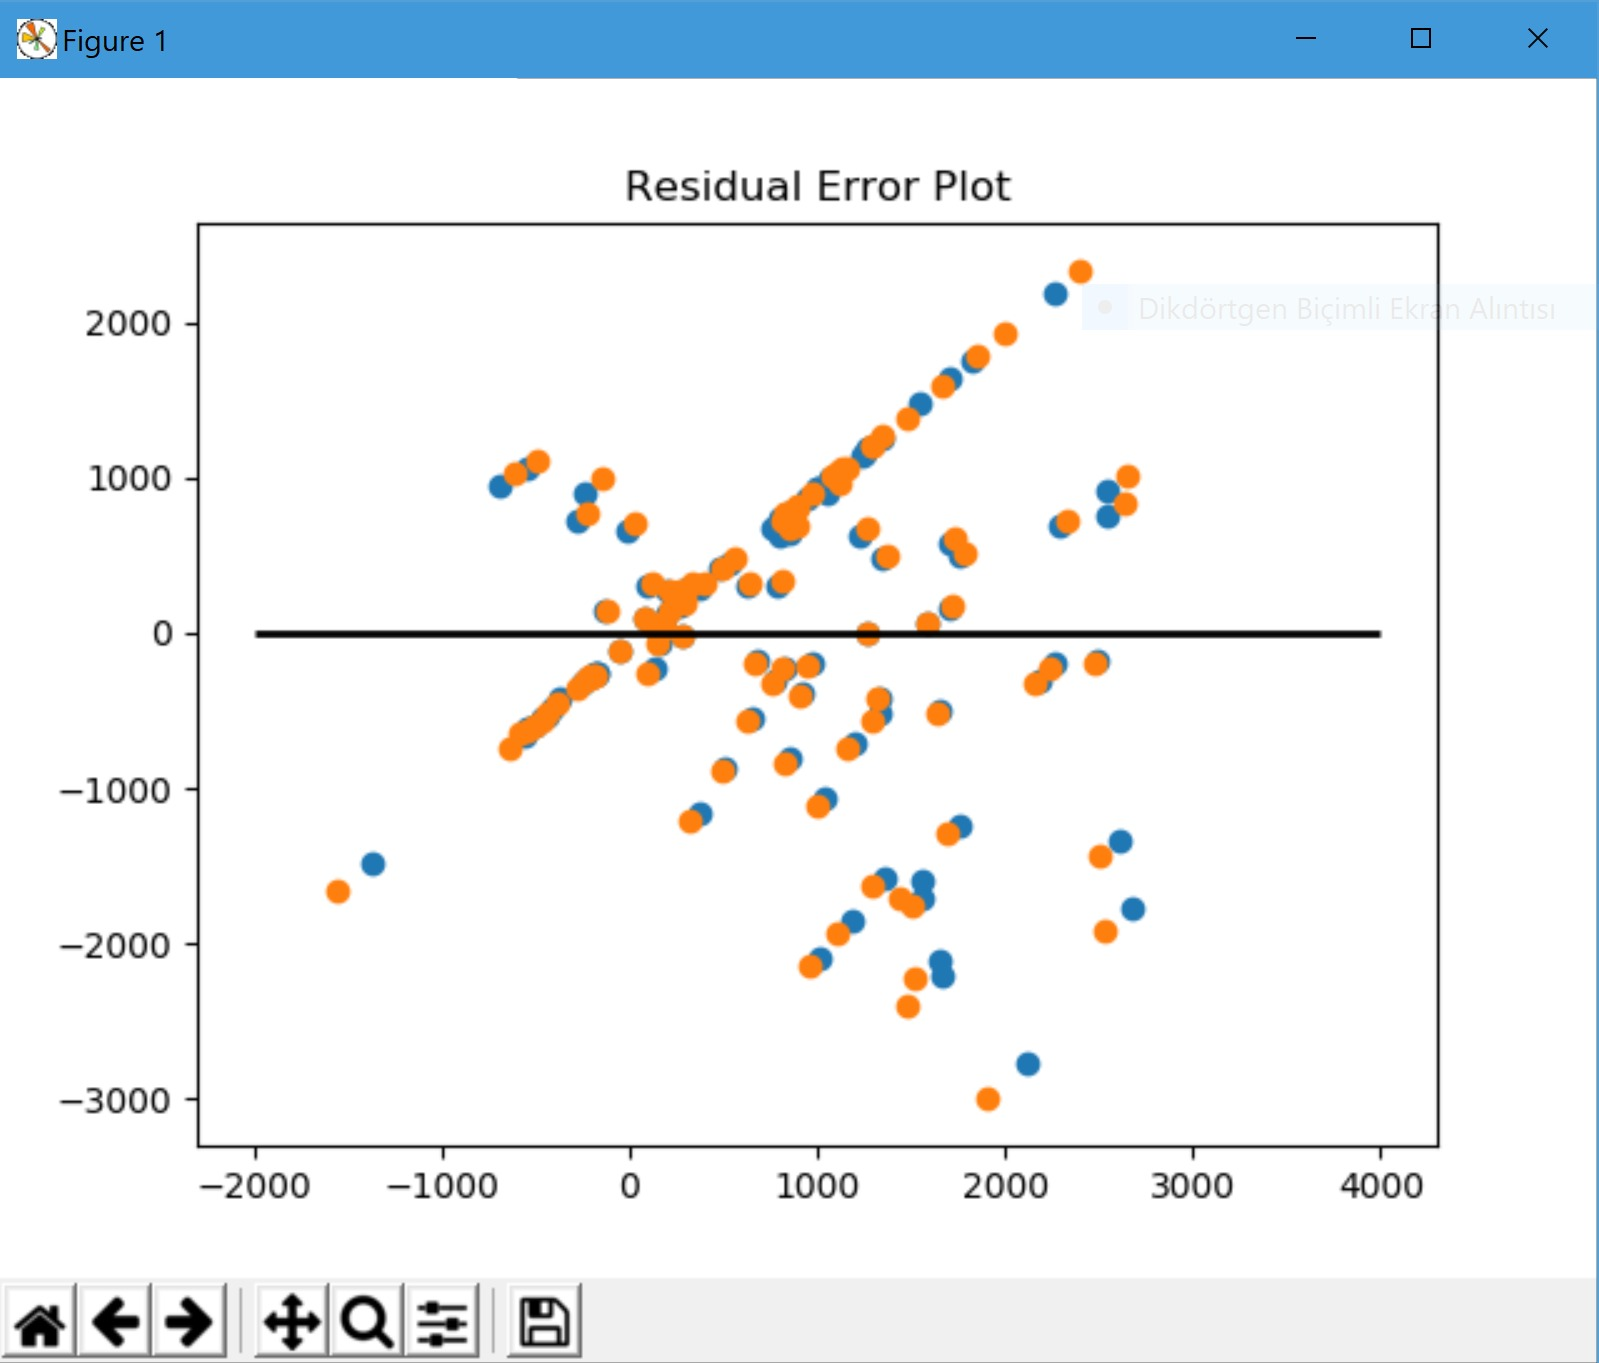 Figure 1
Residual Error Plot
Dikdörtgen Biçimli Ekran Alıntısı
2000
1000
0
−1000
−2000
−3000
−2000 −1000 0 1000 2000 3000 4000